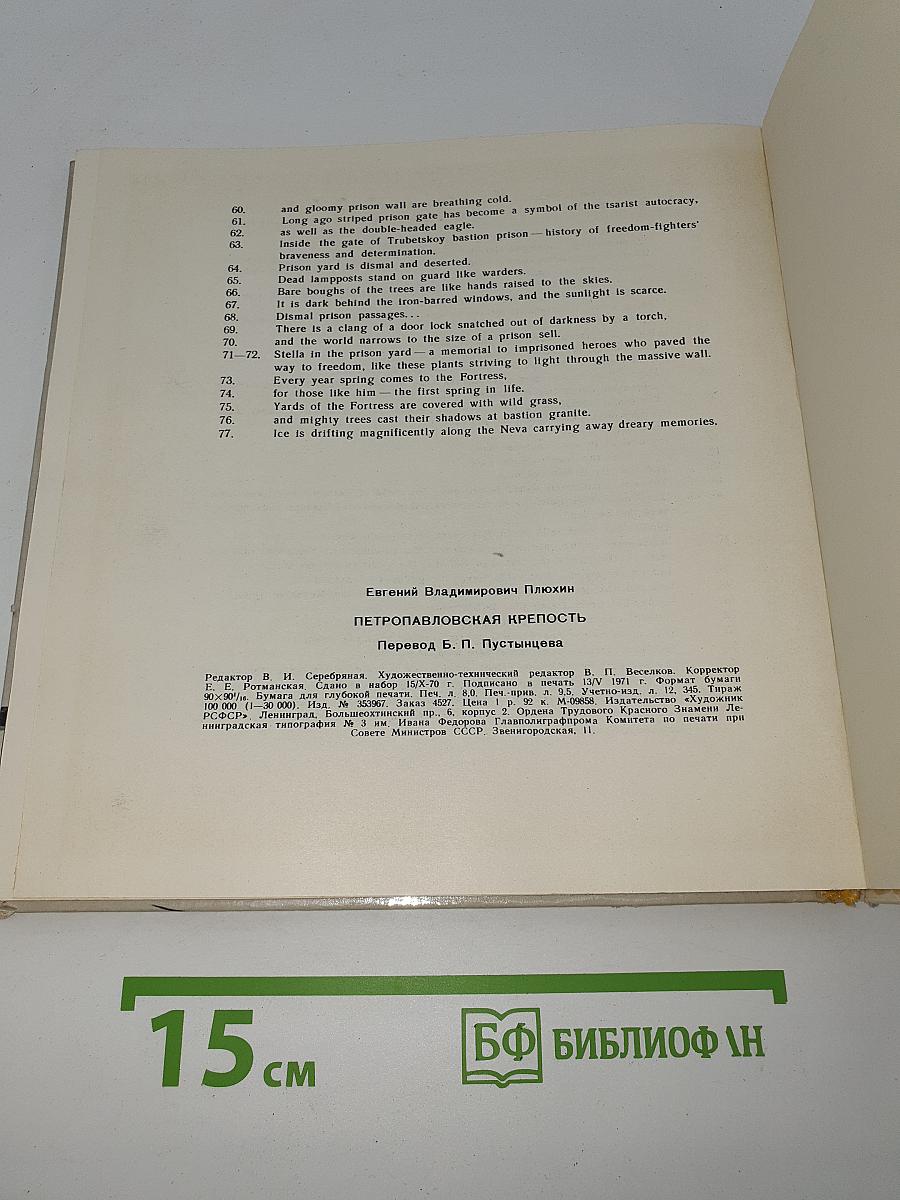 60. and gloomy prison wall are breathing cold.
61. Long ago striped prison gate has become a symbol of the tsarist autocracy,
62. as well as the double-headed eagle.
63. Inside the gate of Trubetskoy bastion prison — history of freedom-fighters'
braveness and determination.
64. Prison yard is dismal and deserted.
65. Dead lampposts stand on guard like warders.
66. Bare boughs of the trees are like hands raised to the skies.
67. It is dark behind the iron-barred windows, and the sunlight is scarce.
68. Dismal prison passages...
69. There is a clang of a door lock snatched out of darkness by a torch,
70. and the world narrows to the size of a prison sell.
71—72. Stella in the prison yard — a memorial to imprisoned heroes who paved the
way to freedom, like these plants striving to light through the massive wall.
73. Every year spring comes to the Fortress,
74. for those like him — the first spring in life.
75. Yards of the Fortress are covered with wild grass,
76. and mighty trees cast their shadows at bastion granite.
77. Ice is drifting magnificently along the Neva carrying away dreary memories.
Евгений Владимирович Плюхин
ПЕТРОПАВЛОВСКАЯ КРЕПОСТЬ
Перевод Б. П. Пустынцева
Редактор В. И. Серебряная. Художественно-технический редактор В. П. Веселков. Корректор
Е. Е. Ротманская. Сдано в набор 15/X-70 г. Подписано в печать 13/V 1971 г. Формат бумаги
90×90¹/₁₆. Бумага для глубокой печати. Печ. л. 8,0. Печ.-прив. л. 9,5. Учетно-изд. л. 12, 345. Тираж
100 000 (1—30 000). Изд. № 353967. Заказ 4527. Цена 1 р. 92 к. М-09858. Издательство «Художник
РСФСР». Ленинград, Большеохтинский пр., 6, корпус 2. Ордена Трудового Красного Знамени Ле-
нинградская типография № 3 им. Ивана Федорова Главполиграфпрома Комитета по печати при
Совете Министров СССР. Звенигородская, 11.
15 см
БФ БИБЛИОФАН